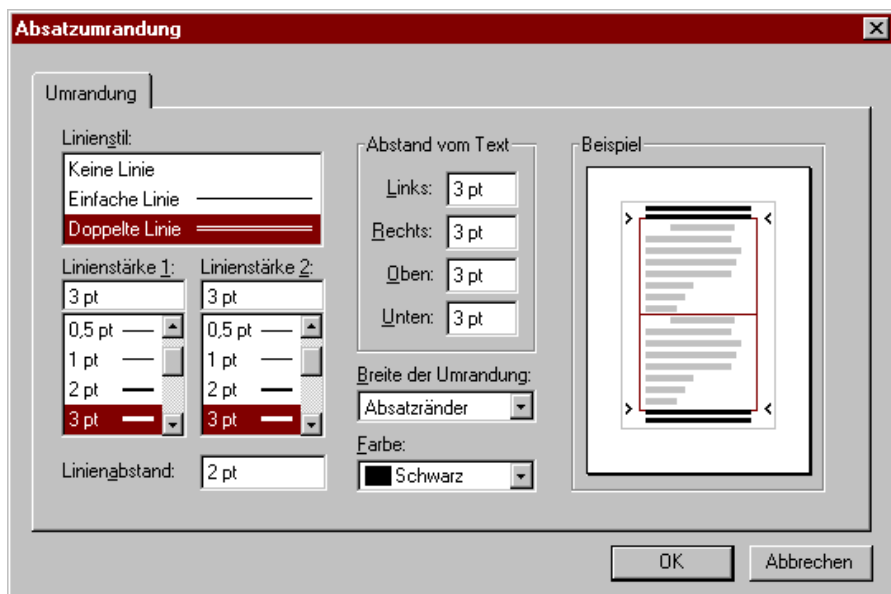 Absatzumrandung
Umrandung
Linienstil:
Keine Linie
Einfache Linie
Doppelte Linie
Linienstärke 1:
3 pt
0,5 pt
1 pt
2 pt
3 pt
Linienstärke 2:
3 pt
0,5 pt
1 pt
2 pt
3 pt
Linienabstand:
2 pt
Abstand vom Text
Links: 3 pt
Rechts: 3 pt
Oben: 3 pt
Unten: 3 pt
Breite der Umrandung:
Absatzränder
Farbe:
Schwarz
Beispiel
OK
Abbrechen